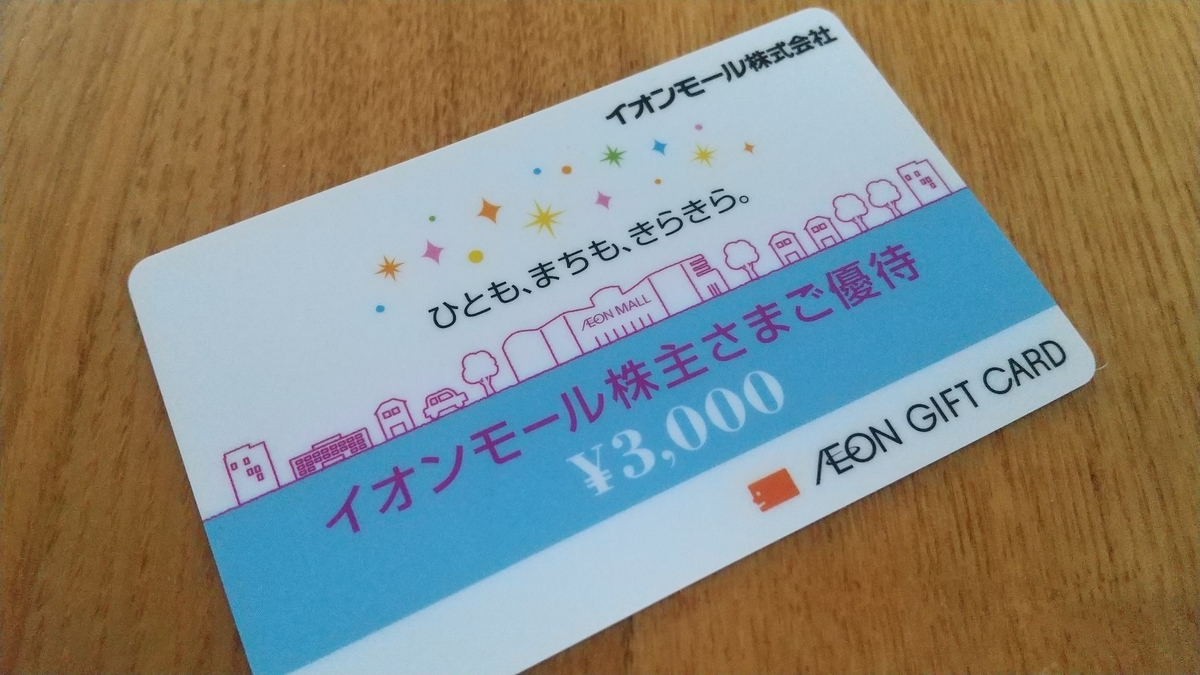 イオンモール株式会社
ひとも、まちも、きらきら。
ÆON MALL
イオンモール株主さまご優待
¥3,000
ÆON GIFT CARD